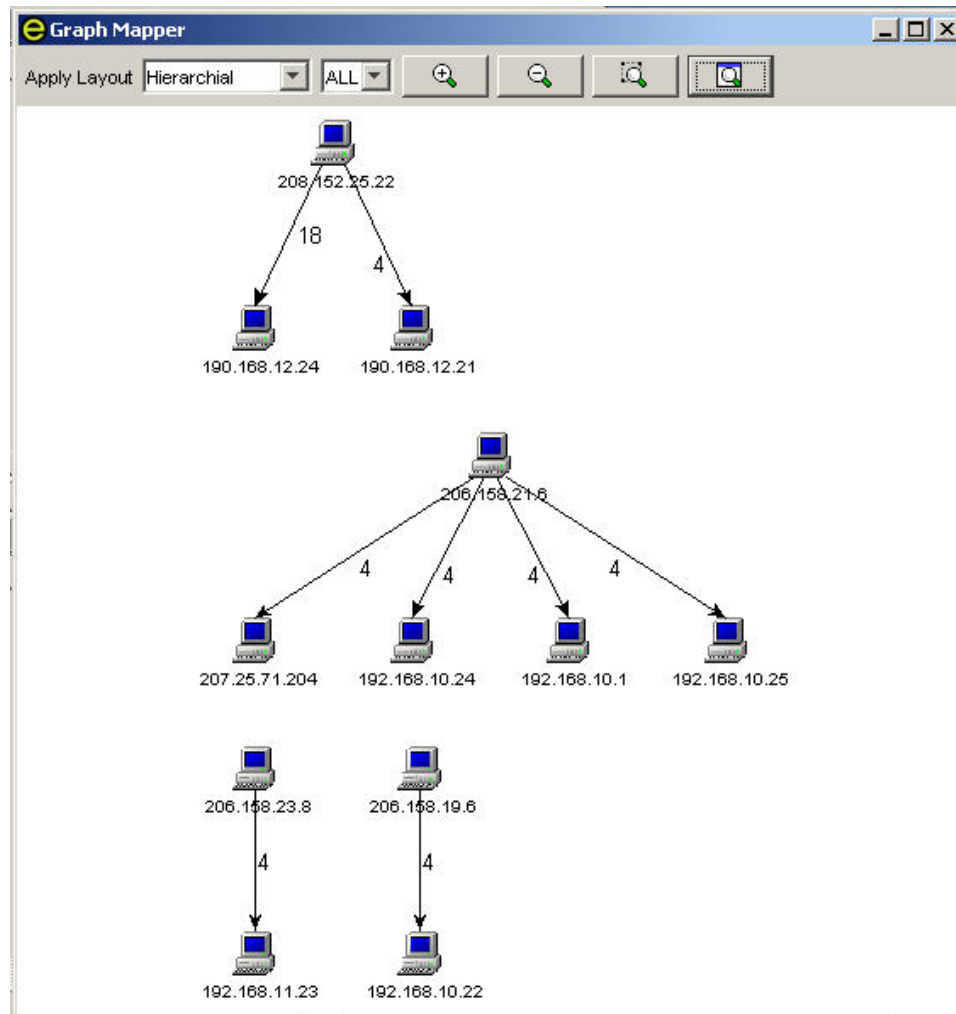 Graph Mapper
Apply Layout Hierarchial ALL
208.152.25.22
18
4
190.168.12.24 190.168.12.21
206.158.21.6
4 4 4 4
207.25.71.204 192.168.10.24 192.168.10.1 192.168.10.25
206.158.23.8 206.158.19.6
4 4
192.168.11.23 192.168.10.22